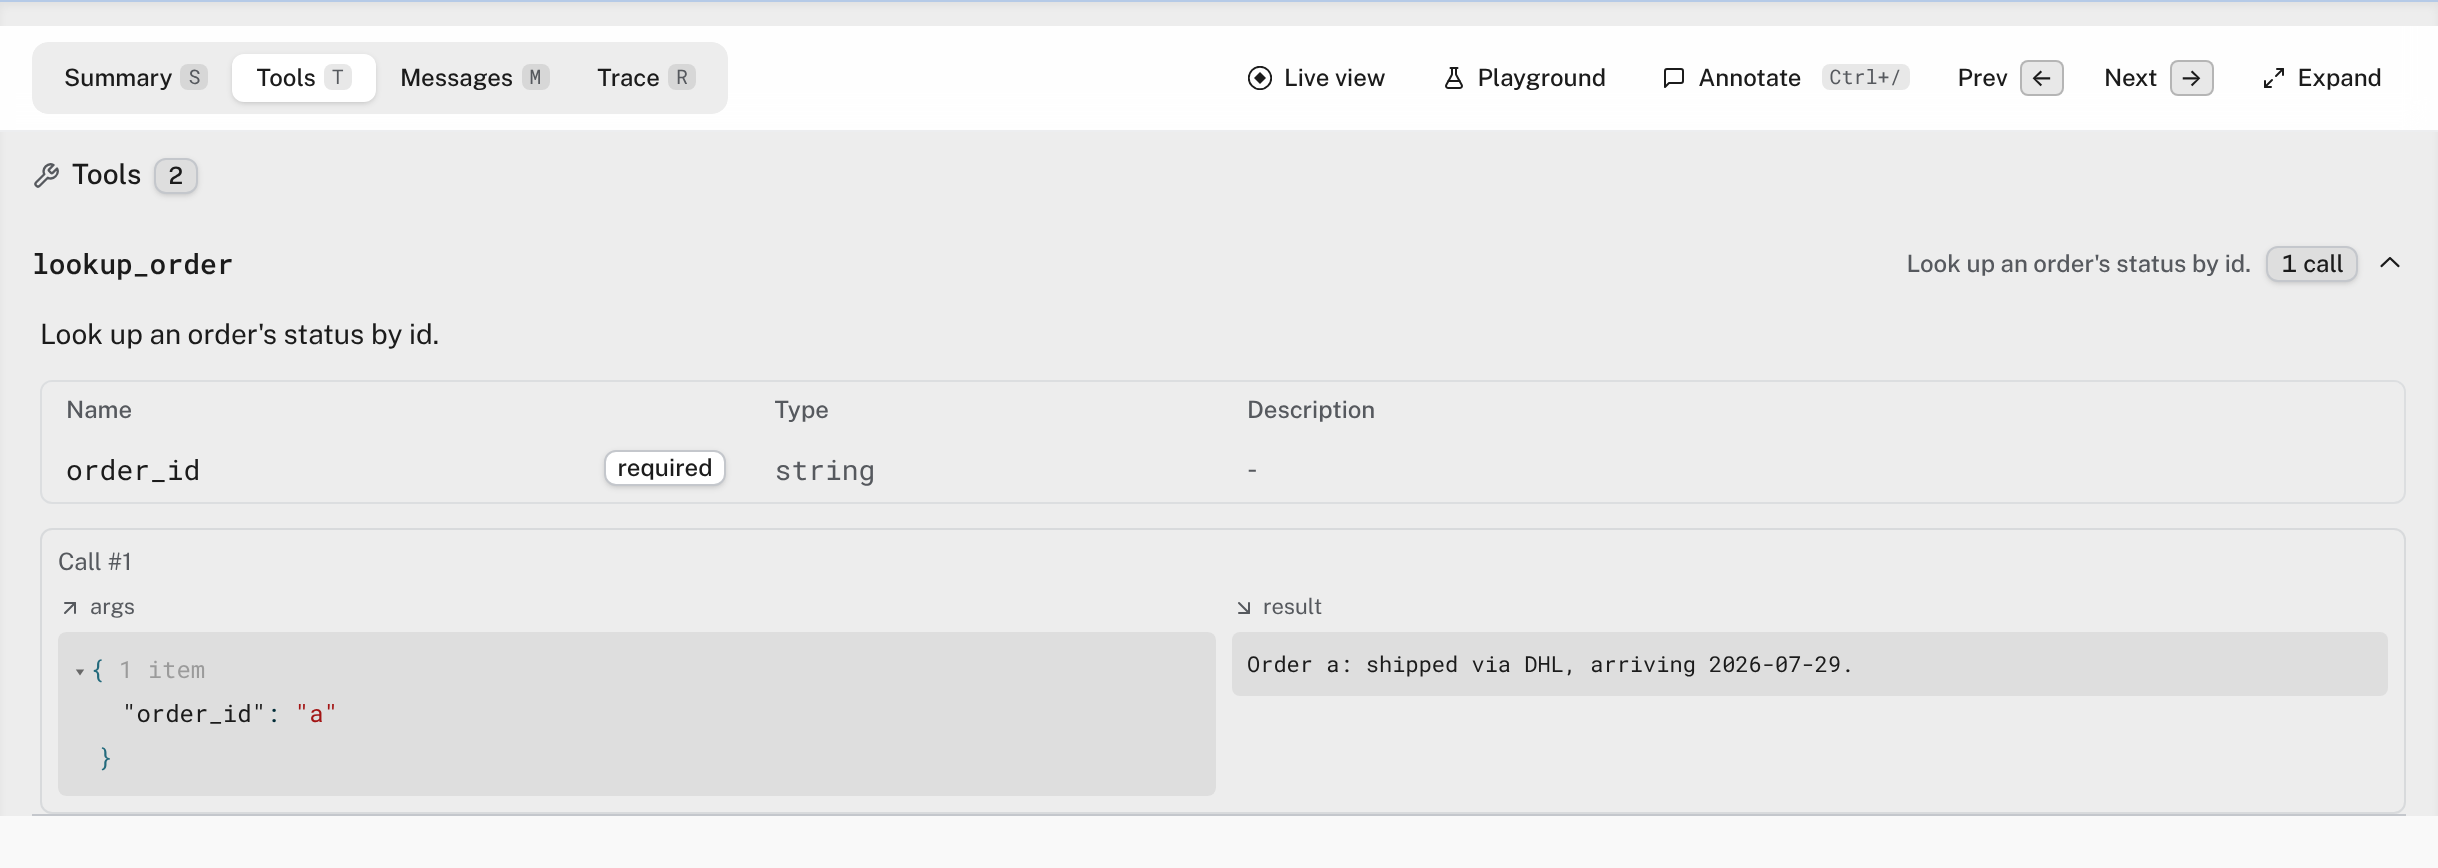 Summary S Tools T Messages M Trace R Live view Playground Annotate Ctrl+/ Prev ← Next → Expand
Tools 2
lookup_order Look up an order's status by id. 1 call
Look up an order's status by id.
Name Type Description
order_id required string -
Call #1
args result
{ 1 item Order a: shipped via DHL, arriving 2026-07-29.
"order_id": "a"
}